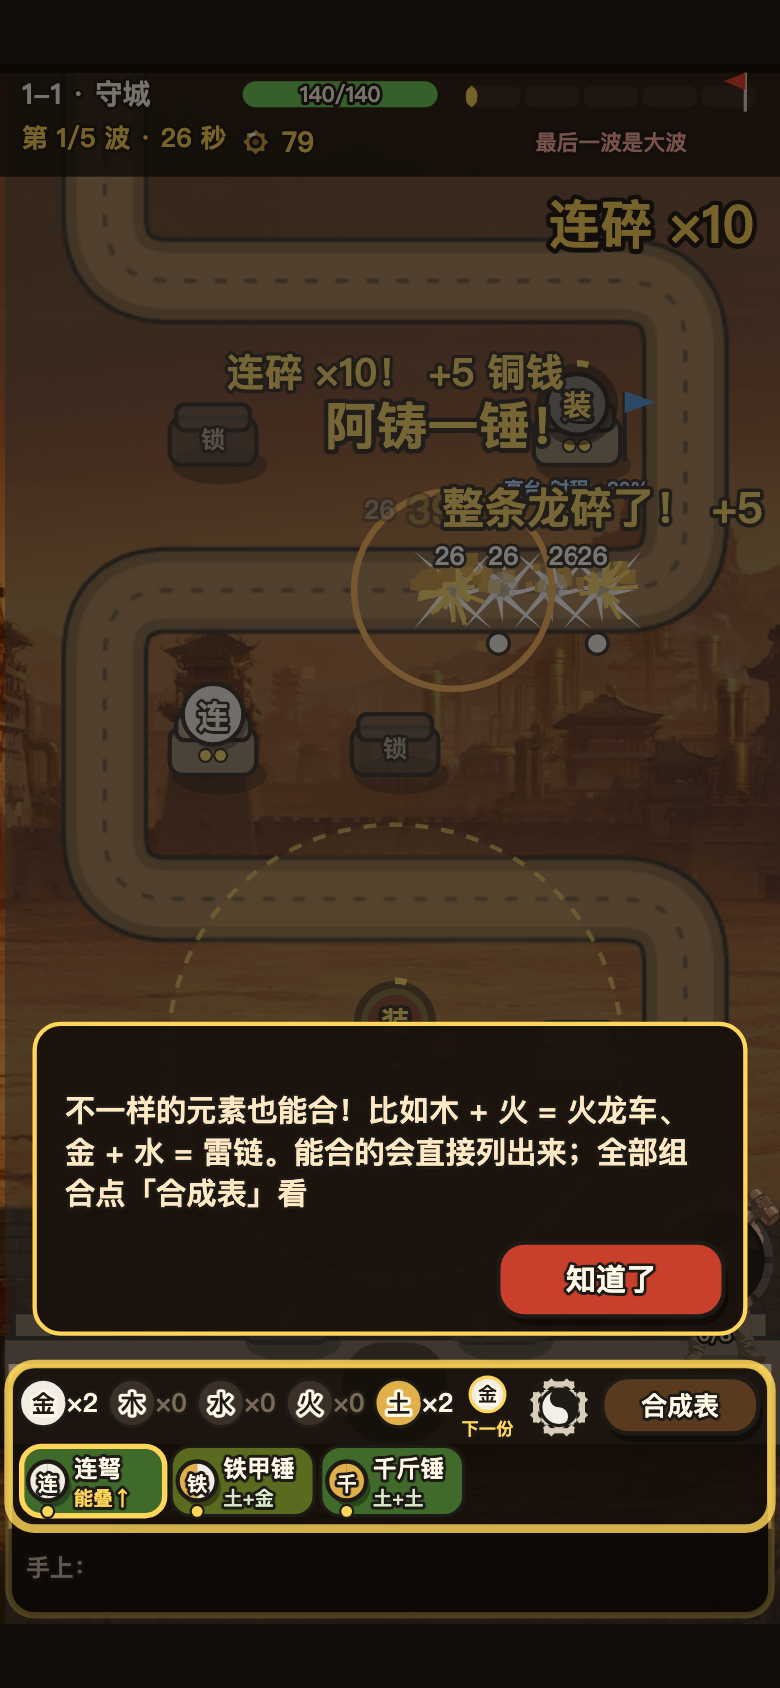 1–1 · 守城
140/140
第 1/5 波 · 26 秒
79
最后一波是大波
连碎 ×10
连碎 ×10！ +5 铜钱
装
锁
阿铸一锤！
整条龙碎了！ +5
26
26 26 2626
连
锁
装
不一样的元素也能合！比如木 + 火 = 火龙车、
金 + 水 = 雷链。能合的会直接列出来；全部组
合点「合成表」看
知道了
金×2 木×0 水×0 火×0 土×2 金 合成表
下一份
连 连弩 铁 铁甲锤 千 千斤锤
能叠↑ 土+金 土+土
手上：